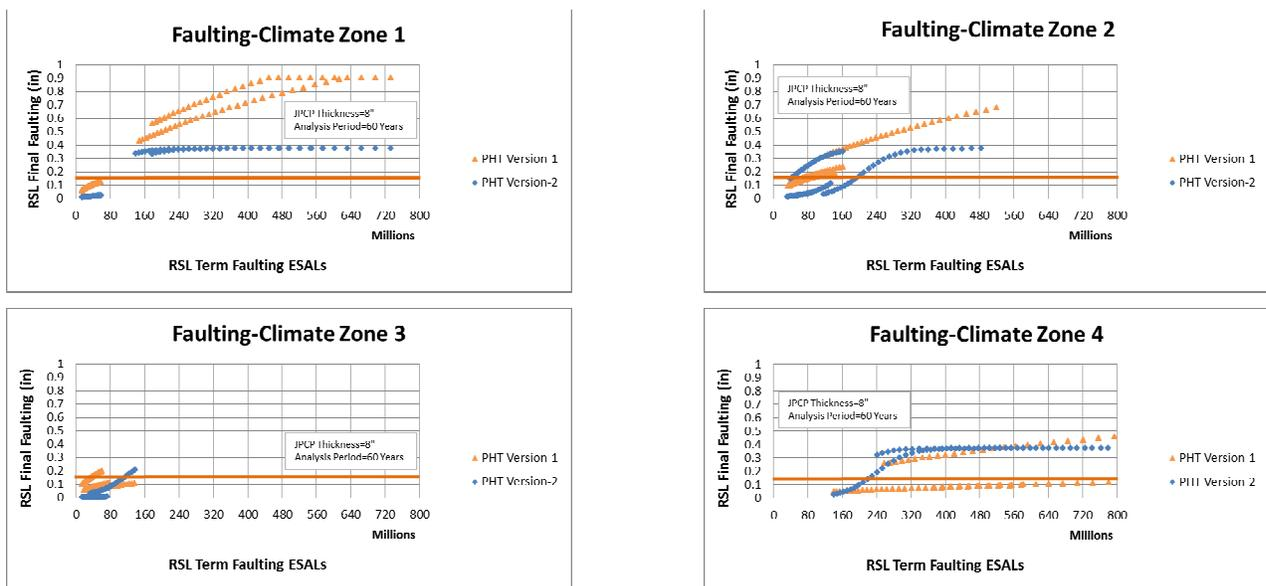 Faulting-Climate Zone 1
RSL Final Faulting (in)
1
0.9
0.8
0.7
0.6
0.5
0.4
0.3
0.2
0.1
0
JPCP Thickness=8"
Analysis Period=60 Years
0 80 160 240 320 400 480 560 640 720 800
Millions
RSL Term Faulting ESALs
PHT Version 1
PHT Version-2
Faulting-Climate Zone 2
RSL Final Faulting (in)
1
0.9
0.8
0.7
0.6
0.5
0.4
0.3
0.2
0.1
0
JPCP Thickness=8"
Analysis Period=60 Years
0 80 160 240 320 400 480 560 640 720 800
Millions
RSL Term Faulting ESALs
PHT Version 1
PHT Version-2
Faulting-Climate Zone 3
RSL Final Faulting (in)
1
0.9
0.8
0.7
0.6
0.5
0.4
0.3
0.2
0.1
0
JPCP Thickness=8"
Analysis Period=60 Years
0 80 160 240 320 400 480 560 640 720 800
Millions
RSL Term Faulting ESALs
PHT Version 1
PHT Version-2
Faulting-Climate Zone 4
RSL Final Faulting (in)
1
0.9
0.8
0.7
0.6
0.5
0.4
0.3
0.2
0.1
0
JPCP Thickness=8"
Analysis Period=60 Years
0 80 160 240 320 400 480 560 640 720 800
Millions
RSL Term Faulting ESALs
PHT Version 1
PHT Version 2